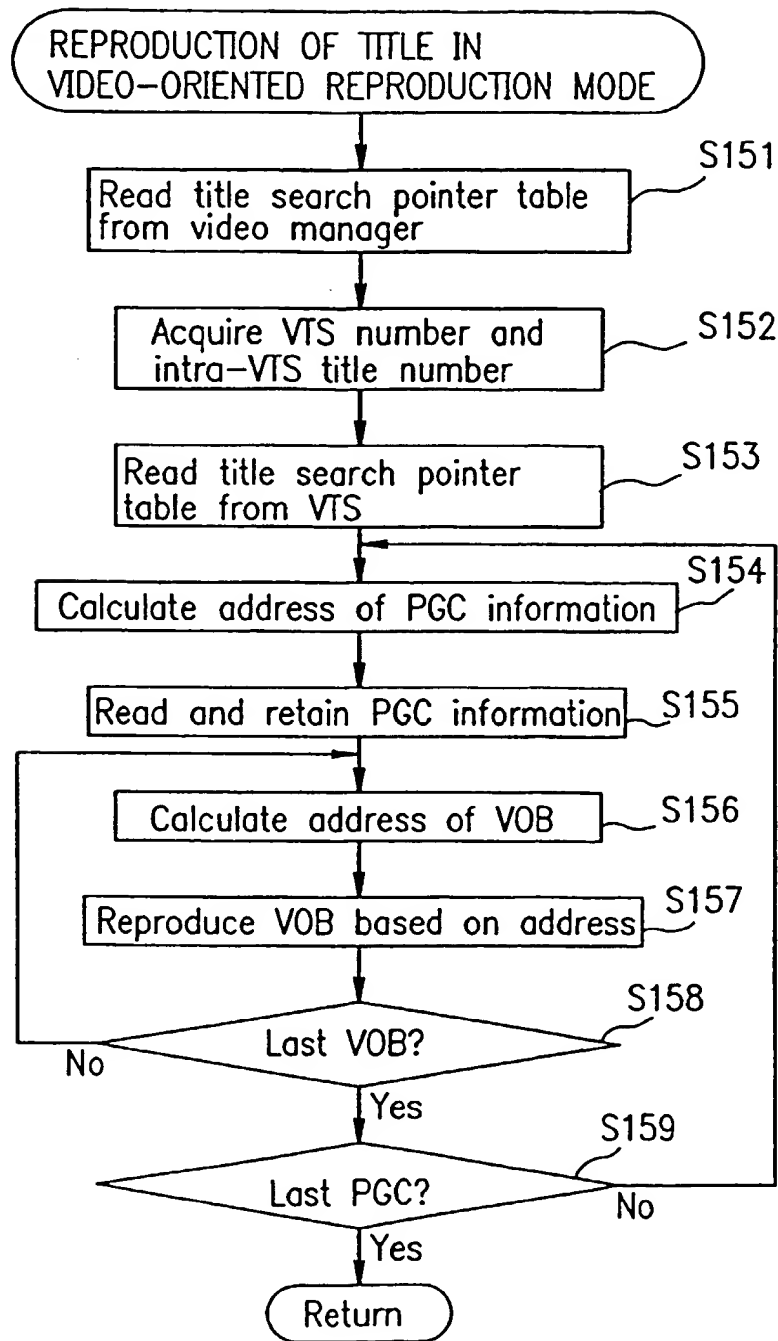 REPRODUCTION OF TITLE IN
VIDEO-ORIENTED REPRODUCTION MODE
S151
Read title search pointer table
from video manager
S152
Acquire VTS number and
intra-VTS title number
S153
Read title search pointer
table from VTS
S154
Calculate address of PGC information
S155
Read and retain PGC information
S156
Calculate address of VOB
S157
Reproduce VOB based on address
S158
Last VOB?
No
Yes
S159
Last PGC?
No
Yes
Return